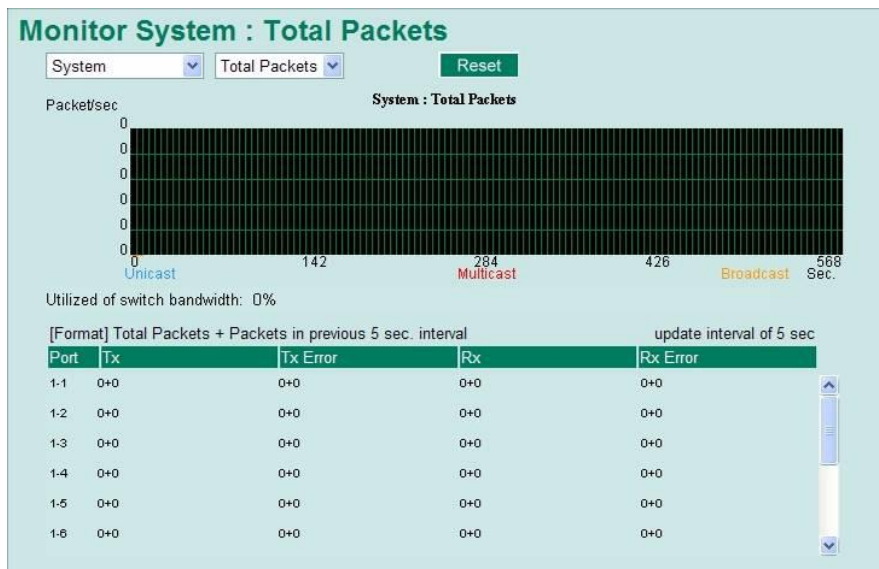 Monitor System : Total Packets
System Total Packets Reset
Packet/sec System : Total Packets
0
0
0
0
0
0
0 142 284 426 568
Unicast Multicast Broadcast Sec.
Utilized of switch bandwidth: 0%
[Format] Total Packets + Packets in previous 5 sec. interval update interval of 5 sec
Port Tx Tx Error Rx Rx Error
1-1 0+0 0+0 0+0 0+0
1-2 0+0 0+0 0+0 0+0
1-3 0+0 0+0 0+0 0+0
1-4 0+0 0+0 0+0 0+0
1-5 0+0 0+0 0+0 0+0
1-6 0+0 0+0 0+0 0+0